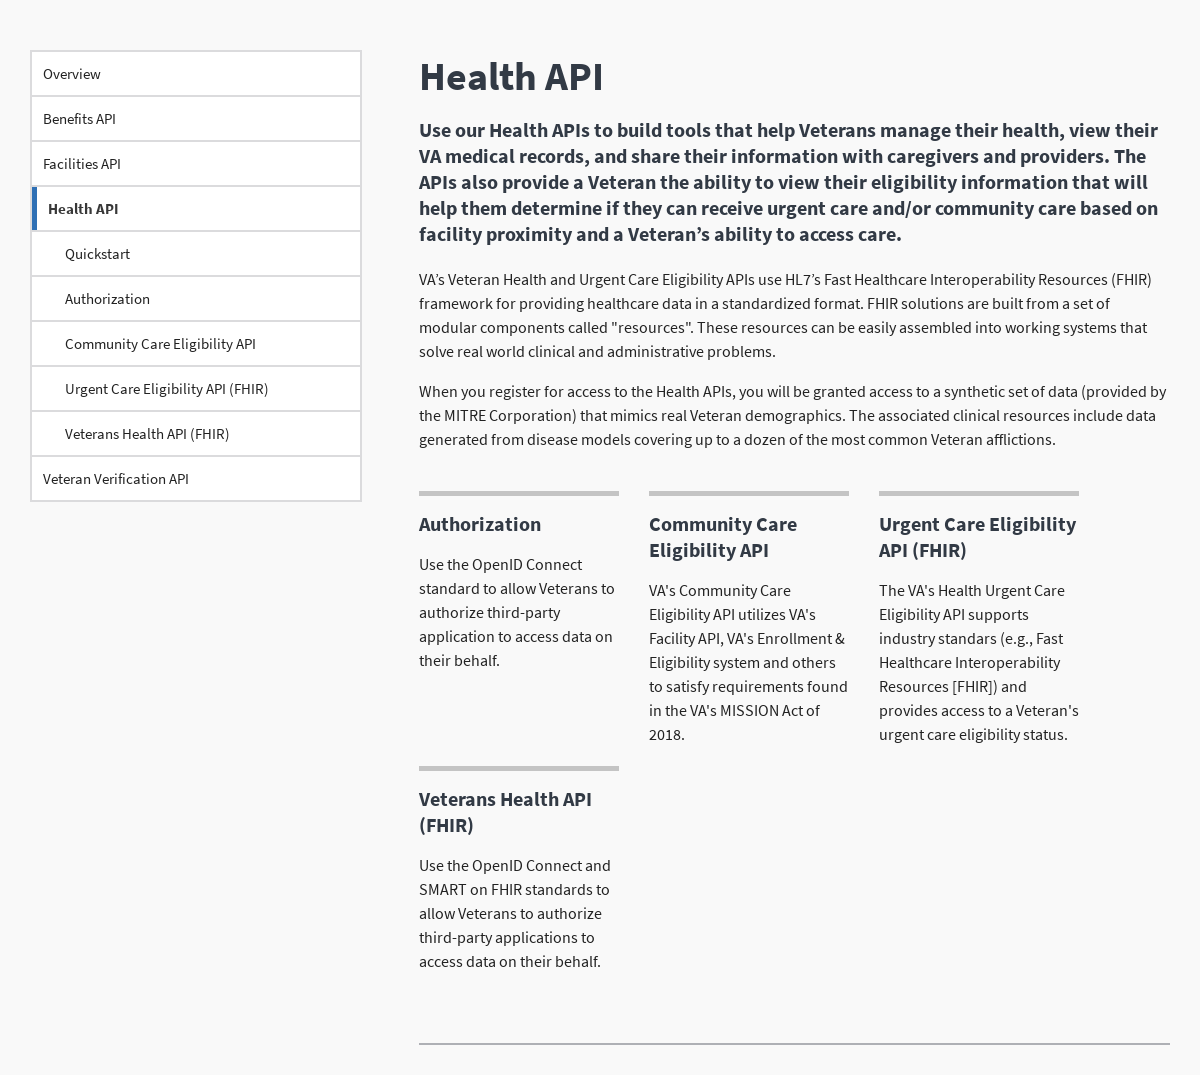 Overview
Benefits API
Facilities API
Health API
Quickstart
Authorization
Community Care Eligibility API
Urgent Care Eligibility API (FHIR)
Veterans Health API (FHIR)
Veteran Verification API
Health API
Use our Health APIs to build tools that help Veterans manage their health, view their
VA medical records, and share their information with caregivers and providers. The
APIs also provide a Veteran the ability to view their eligibility information that will
help them determine if they can receive urgent care and/or community care based on
facility proximity and a Veteran’s ability to access care.
VA’s Veteran Health and Urgent Care Eligibility APIs use HL7’s Fast Healthcare Interoperability Resources (FHIR)
framework for providing healthcare data in a standardized format. FHIR solutions are built from a set of
modular components called "resources". These resources can be easily assembled into working systems that
solve real world clinical and administrative problems.
When you register for access to the Health APIs, you will be granted access to a synthetic set of data (provided by
the MITRE Corporation) that mimics real Veteran demographics. The associated clinical resources include data
generated from disease models covering up to a dozen of the most common Veteran afflictions.
Authorization
Use the OpenID Connect
standard to allow Veterans to
authorize third-party
application to access data on
their behalf.
Community Care
Eligibility API
VA's Community Care
Eligibility API utilizes VA's
Facility API, VA's Enrollment &
Eligibility system and others
to satisfy requirements found
in the VA's MISSION Act of
2018.
Urgent Care Eligibility
API (FHIR)
The VA's Health Urgent Care
Eligibility API supports
industry standars (e.g., Fast
Healthcare Interoperability
Resources [FHIR]) and
provides access to a Veteran's
urgent care eligibility status.
Veterans Health API
(FHIR)
Use the OpenID Connect and
SMART on FHIR standards to
allow Veterans to authorize
third-party applications to
access data on their behalf.